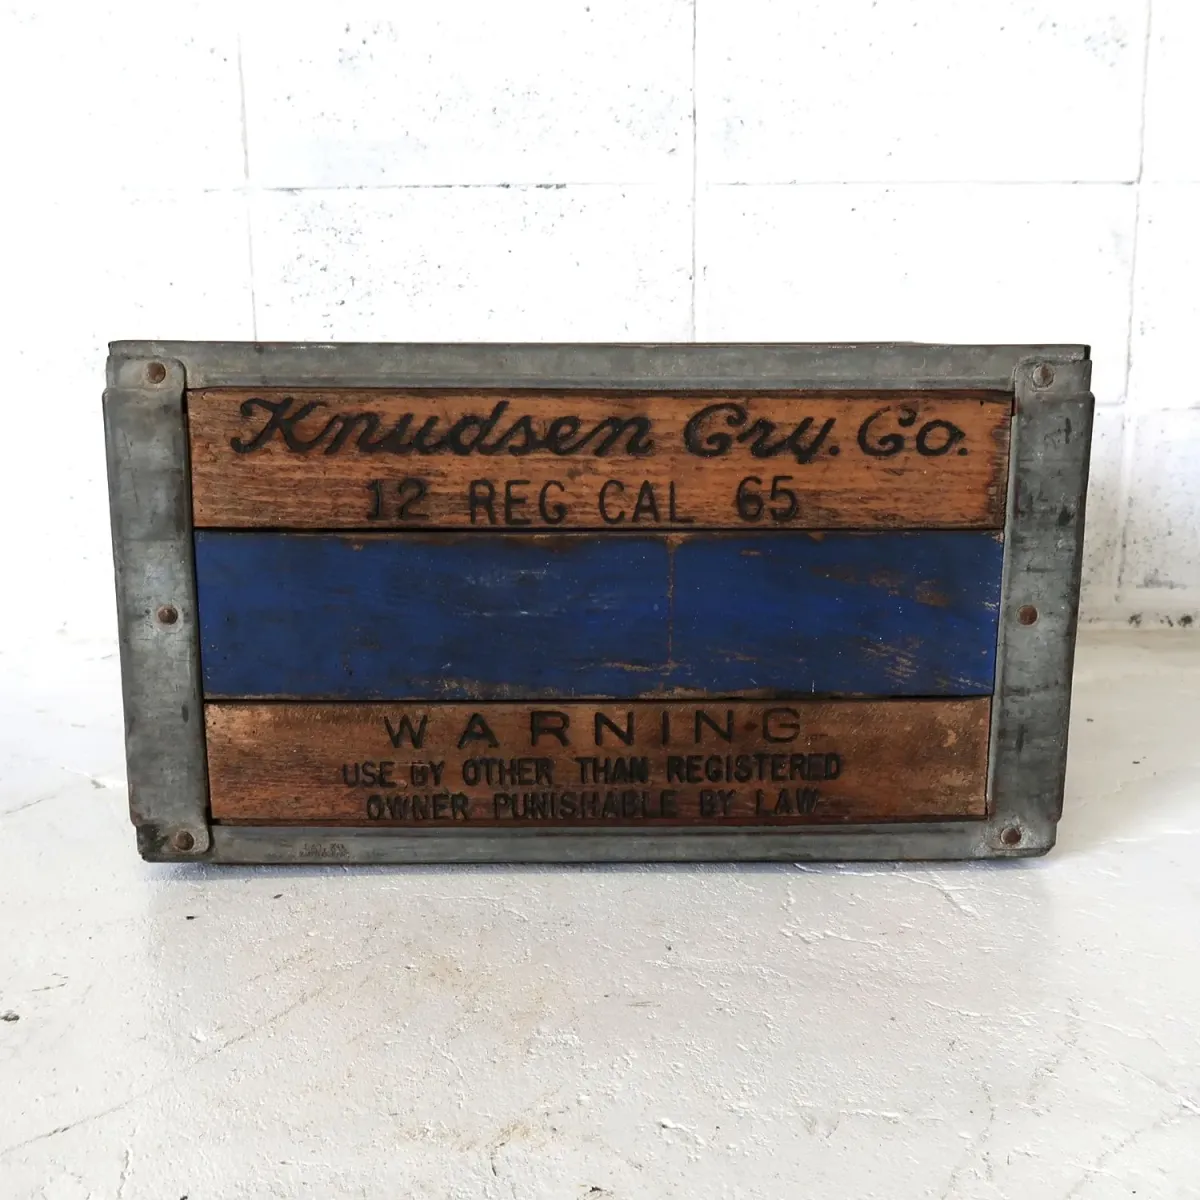 Knudsen Cry. Co.
12 REG CAL 65
WARNING
USE BY OTHER THAN REGISTERED
OWNER PUNISHABLE BY LAW